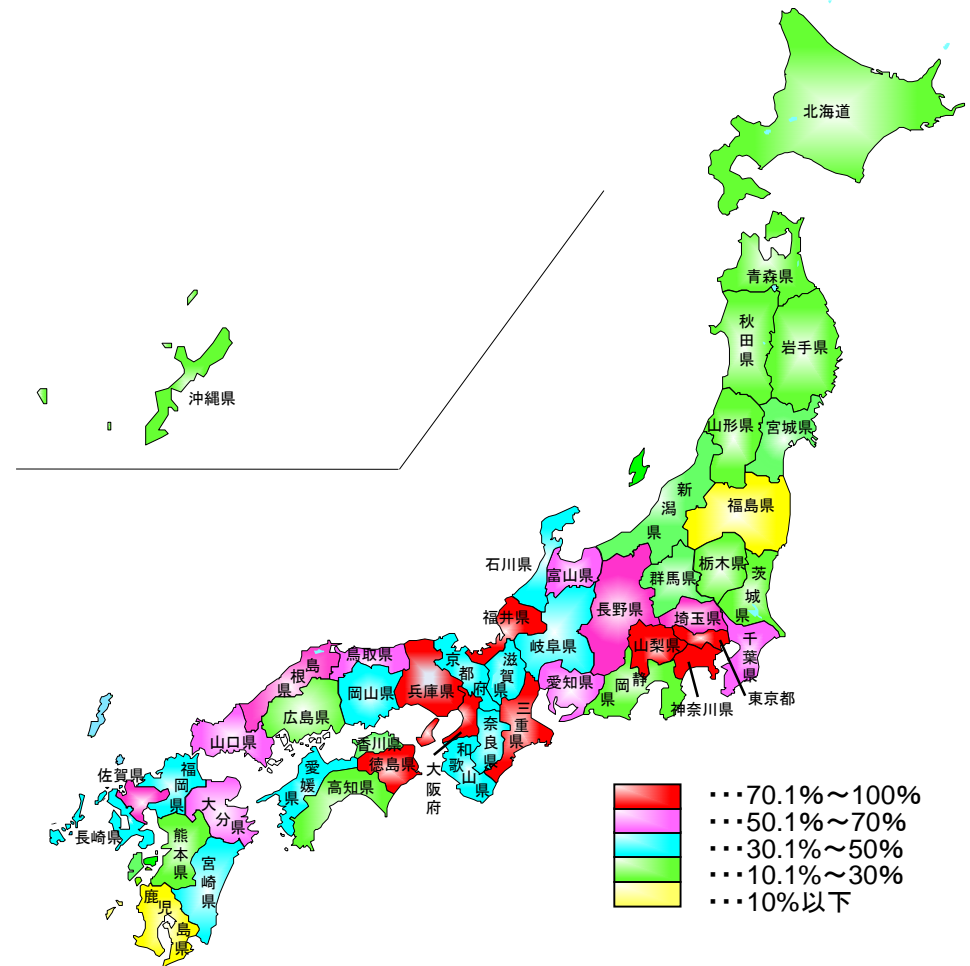 北海道
青森県
秋田県
岩手県
沖縄県
山形県
宮城県
新潟県
福島県
石川県
富山県
栃木県
群馬県
茨城県
福井県
長野県
埼玉県
岐阜県
山梨県
千葉県
東京都
神奈川県
静岡県
愛知県
滋賀県
京都府
鳥取県
島根県
兵庫県
岡山県
広島県
山口県
三重県
奈良県
和歌山県
大阪府
香川県
徳島県
愛媛県
高知県
福岡県
佐賀県
長崎県
大分県
熊本県
宮崎県
鹿児島県
・・・70.1%～100%
・・・50.1%～70%
・・・30.1%～50%
・・・10.1%～30%
・・・10%以下